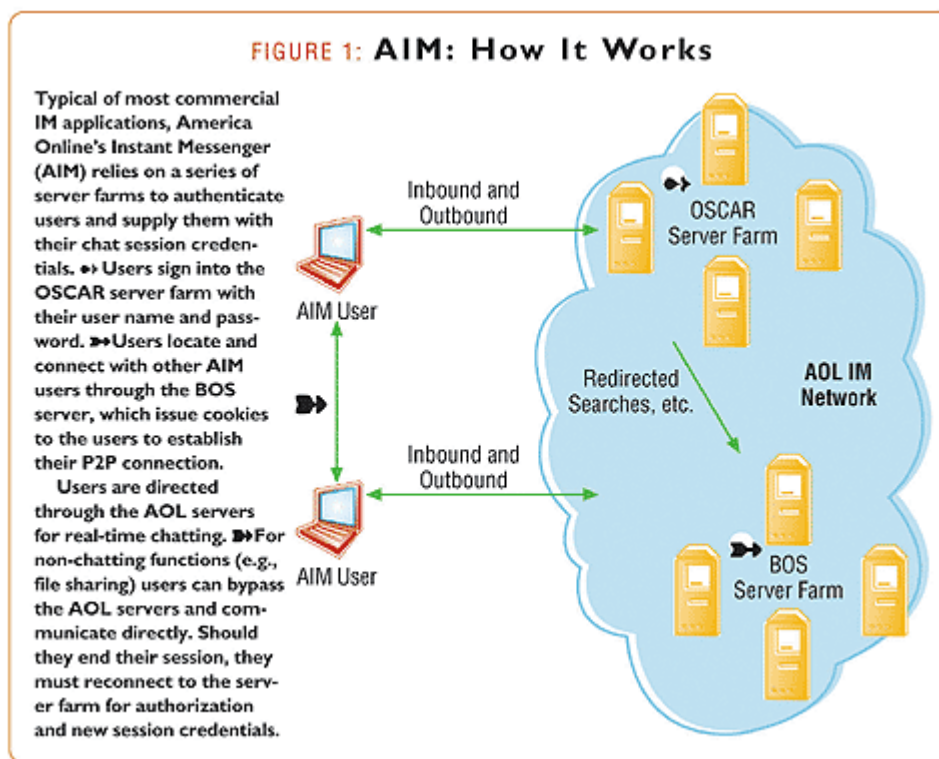 FIGURE 1: AIM: How It Works
Typical of most commercial
IM applications, America
Online's Instant Messenger
(AIM) relies on a series of
server farms to authenticate
users and supply them with
their chat session creden-
tials. Users sign into the
OSCAR server farm with
their user name and pass-
word. Users locate and
connect with other AIM
users through the BOS
server, which issue cookies
to the users to establish
their P2P connection.
Users are directed
through the AOL servers
for real-time chatting. For
non-chatting functions (e.g.,
file sharing) users can bypass
the AOL servers and com-
municate directly. Should
they end their session, they
must reconnect to the serv-
er farm for authorization
and new session credentials.
Inbound and
Outbound
AIM User
Inbound and
Outbound
AIM User
OSCAR
Server Farm
Redirected
Searches, etc.
AOL IM
Network
BOS
Server Farm